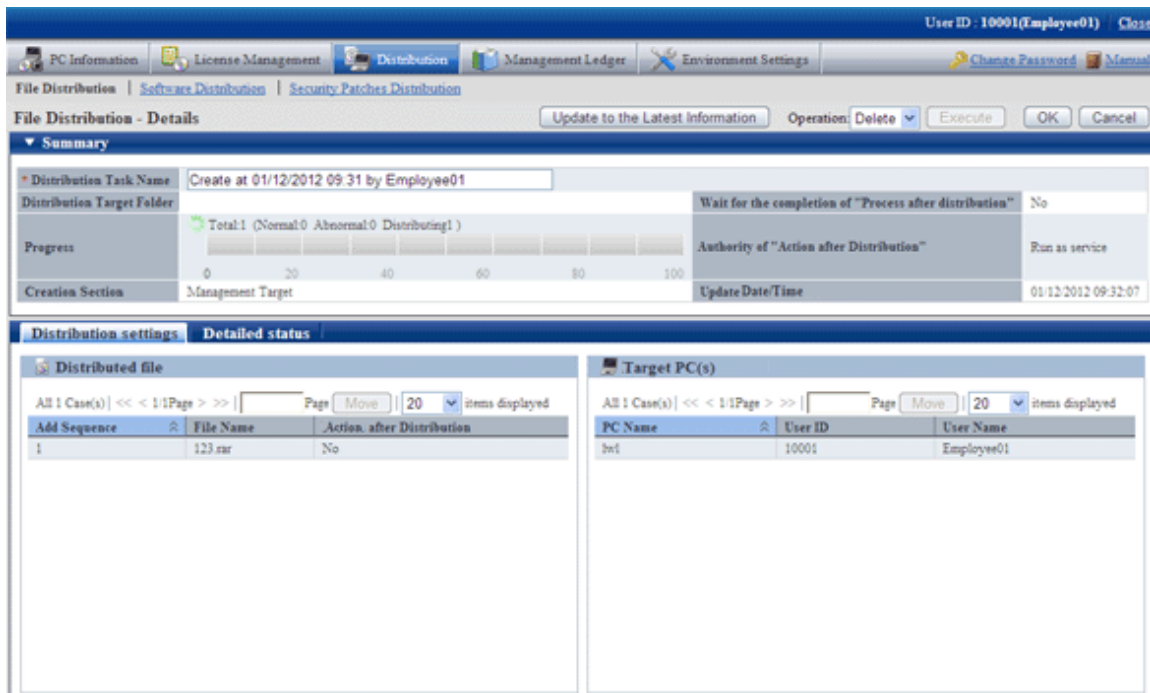 User ID : 10001(Employee01) Close
PC Information License Management Distribution Management Ledger Environment Settings Change Password Manual
File Distribution | Software Distribution | Security Patches Distribution
File Distribution - Details Update to the Latest Information Operation: Delete Execute OK Cancel
▼ Summary
* Distribution Task Name Create at 01/12/2012 09:31 by Employee01
Distribution Target Folder Wait for the completion of "Process after distribution" No
Total:1 (Normal:0 Abnormal:0 Distributing1 )
Progress Authority of "Action after Distribution" Run as service
0 20 40 60 80 100
Creation Section Management Target Update Date/Time 01/12/2012 09:32:07
Distribution settings Detailed status
Distributed file
All 1 Case(s)| << < 1/1Page > >> | Page Move | 20 items displayed
Add Sequence File Name Action. after Distribution
1 123.rar No
Target PC(s)
All 1 Case(s)| << < 1/1Page > >> | Page Move | 20 items displayed
PC Name User ID User Name
10001 Employee01